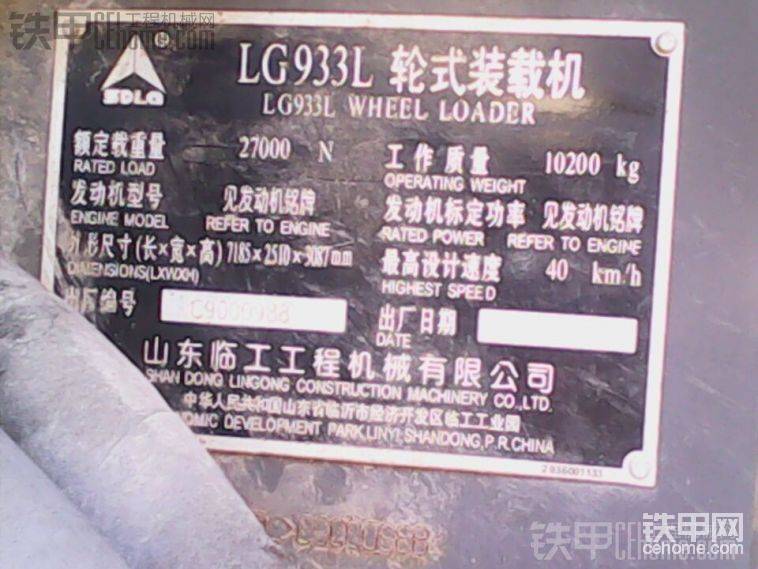 铁甲 工程机械网
CEhome.com
SDLG
LG933L 轮式装载机
LG933L WHEEL LOADER
额定载重量 27000 N
RATED LOAD
工作质量 10200 kg
OPERATING WEIGHT
发动机型号 见发动机铭牌
ENGINE MODEL REFER TO ENGINE
发动机标定功率 见发动机铭牌
RATED POWER REFER TO ENGINE
外形尺寸(长×宽×高) 7185×2510×3087mm
DIMENSIONS(LXWXH)
最高设计速度 40 km/h
HIGHEST SPEED
出厂编号
出厂日期
DATE
山东临工工程机械有限公司
SHAN DONG LINGONG CONSTRUCTION MACHINERY CO.,LTD.
中华人民共和国山东省临沂市经济开发区临工工业园
DEVELOPMENT PARK,LINYI,SHANDONG,P.R.CHINA
铁甲网
cehome.com